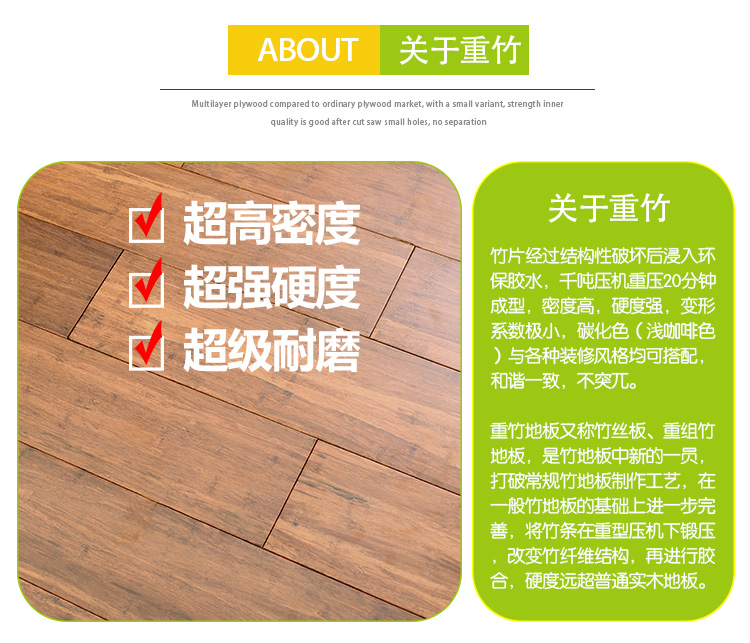 ABOUT 关于重竹
Multilayer plywood compared to ordinary plywood market, with a small variant, strength inner
quality is good after cut saw small holes, no separation
超高密度
超强硬度
超级耐磨
关于重竹
竹片经过结构性破坏后浸入环
保胶水，千吨压机重压20分钟
成型，密度高，硬度强，变形
系数极小，碳化色（浅咖啡色
）与各种装修风格均可搭配，
和谐一致，不突兀。
重竹地板又称竹丝板、重组竹
地板，是竹地板中新的一员，
打破常规竹地板制作工艺，在
一般竹地板的基础上进一步完
善，将竹条在重型压机下锻压
，改变竹纤维结构，再进行胶
合，硬度远超普通实木地板。